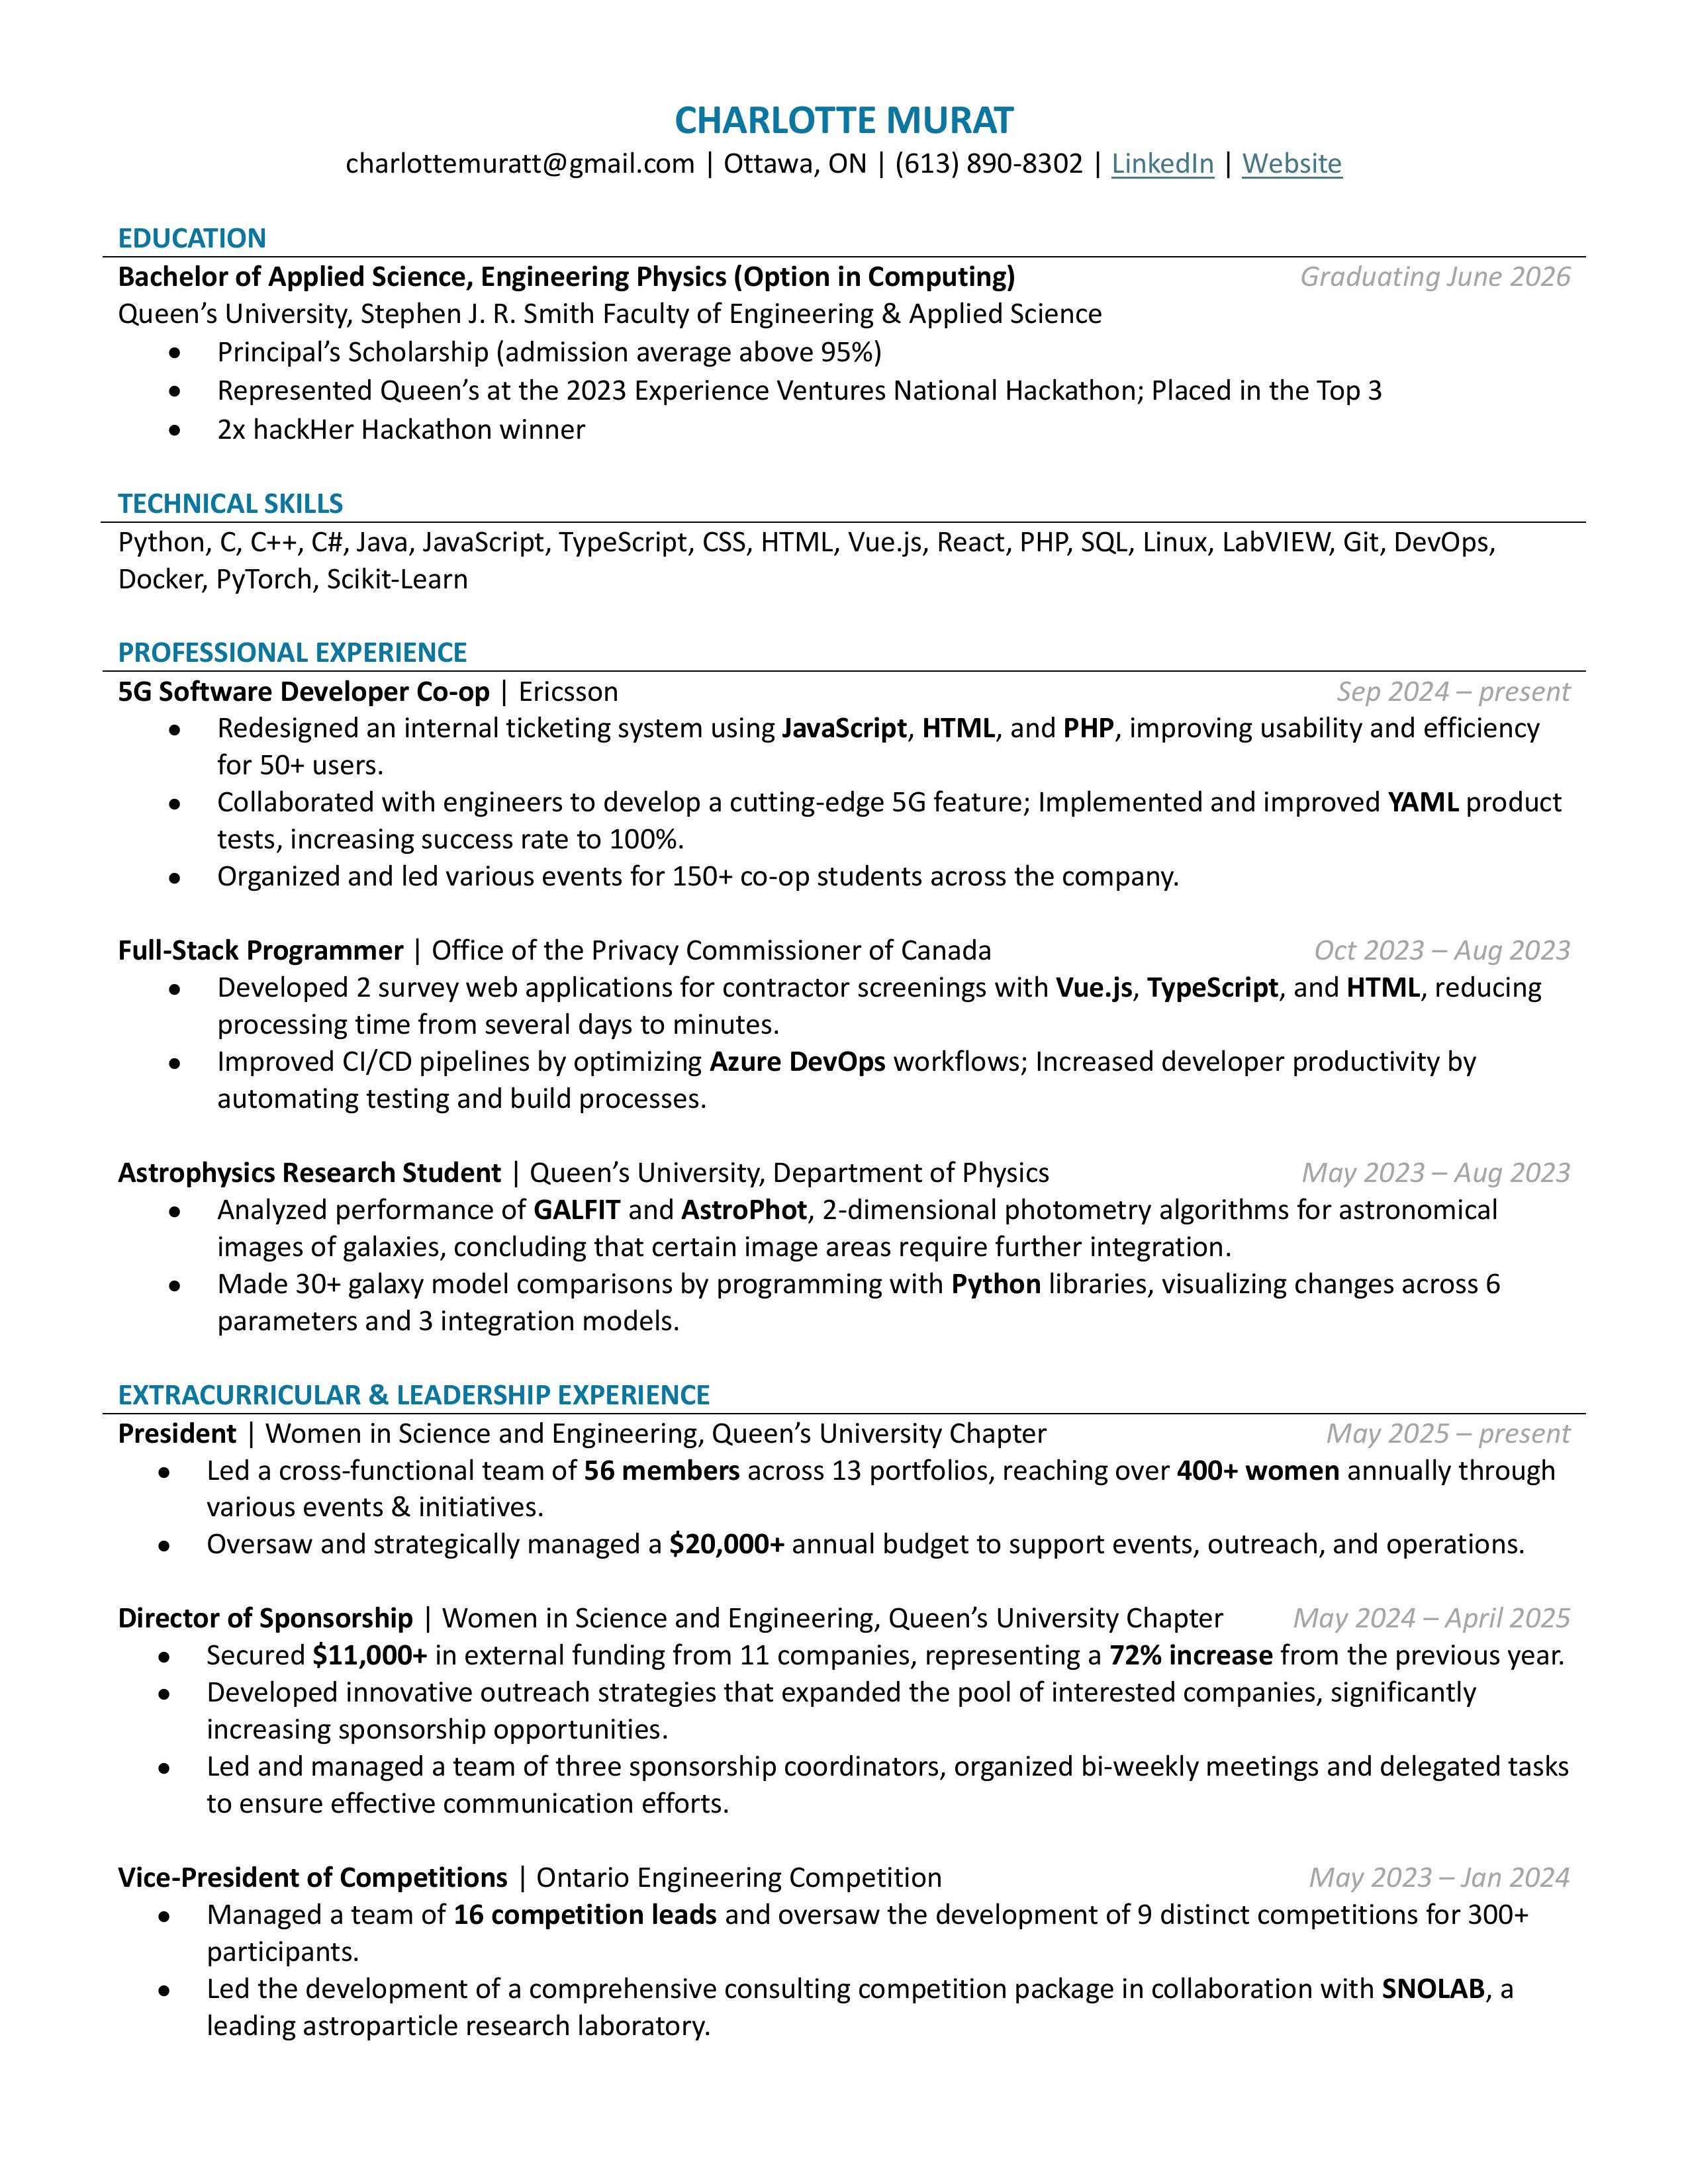 CHARLOTTE MURAT
charlottemuratt@gmail.com | Ottawa, ON | (613) 890-8302 | LinkedIn | Website
EDUCATION
Bachelor of Applied Science, Engineering Physics (Option in Computing) Graduating June 2026
Queen’s University, Stephen J. R. Smith Faculty of Engineering & Applied Science
• Principal’s Scholarship (admission average above 95%)
• Represented Queen’s at the 2023 Experience Ventures National Hackathon; Placed in the Top 3
• 2x hackHer Hackathon winner
TECHNICAL SKILLS
Python, C, C++, C#, Java, JavaScript, TypeScript, CSS, HTML, Vue.js, React, PHP, SQL, Linux, LabVIEW, Git, DevOps,
Docker, PyTorch, Scikit-Learn
PROFESSIONAL EXPERIENCE
5G Software Developer Co-op | Ericsson Sep 2024 – present
• Redesigned an internal ticketing system using JavaScript, HTML, and PHP, improving usability and efficiency
for 50+ users.
• Collaborated with engineers to develop a cutting-edge 5G feature; Implemented and improved YAML product
tests, increasing success rate to 100%.
• Organized and led various events for 150+ co-op students across the company.
Full-Stack Programmer | Office of the Privacy Commissioner of Canada Oct 2023 – Aug 2023
• Developed 2 survey web applications for contractor screenings with Vue.js, TypeScript, and HTML, reducing
processing time from several days to minutes.
• Improved CI/CD pipelines by optimizing Azure DevOps workflows; Increased developer productivity by
automating testing and build processes.
Astrophysics Research Student | Queen’s University, Department of Physics May 2023 – Aug 2023
• Analyzed performance of GALFIT and AstroPhot, 2-dimensional photometry algorithms for astronomical
images of galaxies, concluding that certain image areas require further integration.
• Made 30+ galaxy model comparisons by programming with Python libraries, visualizing changes across 6
parameters and 3 integration models.
EXTRACURRICULAR & LEADERSHIP EXPERIENCE
President | Women in Science and Engineering, Queen’s University Chapter May 2025 – present
• Led a cross-functional team of 56 members across 13 portfolios, reaching over 400+ women annually through
various events & initiatives.
• Oversaw and strategically managed a $20,000+ annual budget to support events, outreach, and operations.
Director of Sponsorship | Women in Science and Engineering, Queen’s University Chapter May 2024 – April 2025
• Secured $11,000+ in external funding from 11 companies, representing a 72% increase from the previous year.
• Developed innovative outreach strategies that expanded the pool of interested companies, significantly
increasing sponsorship opportunities.
• Led and managed a team of three sponsorship coordinators, organized bi-weekly meetings and delegated tasks
to ensure effective communication efforts.
Vice-President of Competitions | Ontario Engineering Competition May 2023 – Jan 2024
• Managed a team of 16 competition leads and oversaw the development of 9 distinct competitions for 300+
participants.
• Led the development of a comprehensive consulting competition package in collaboration with SNOLAB, a
leading astroparticle research laboratory.